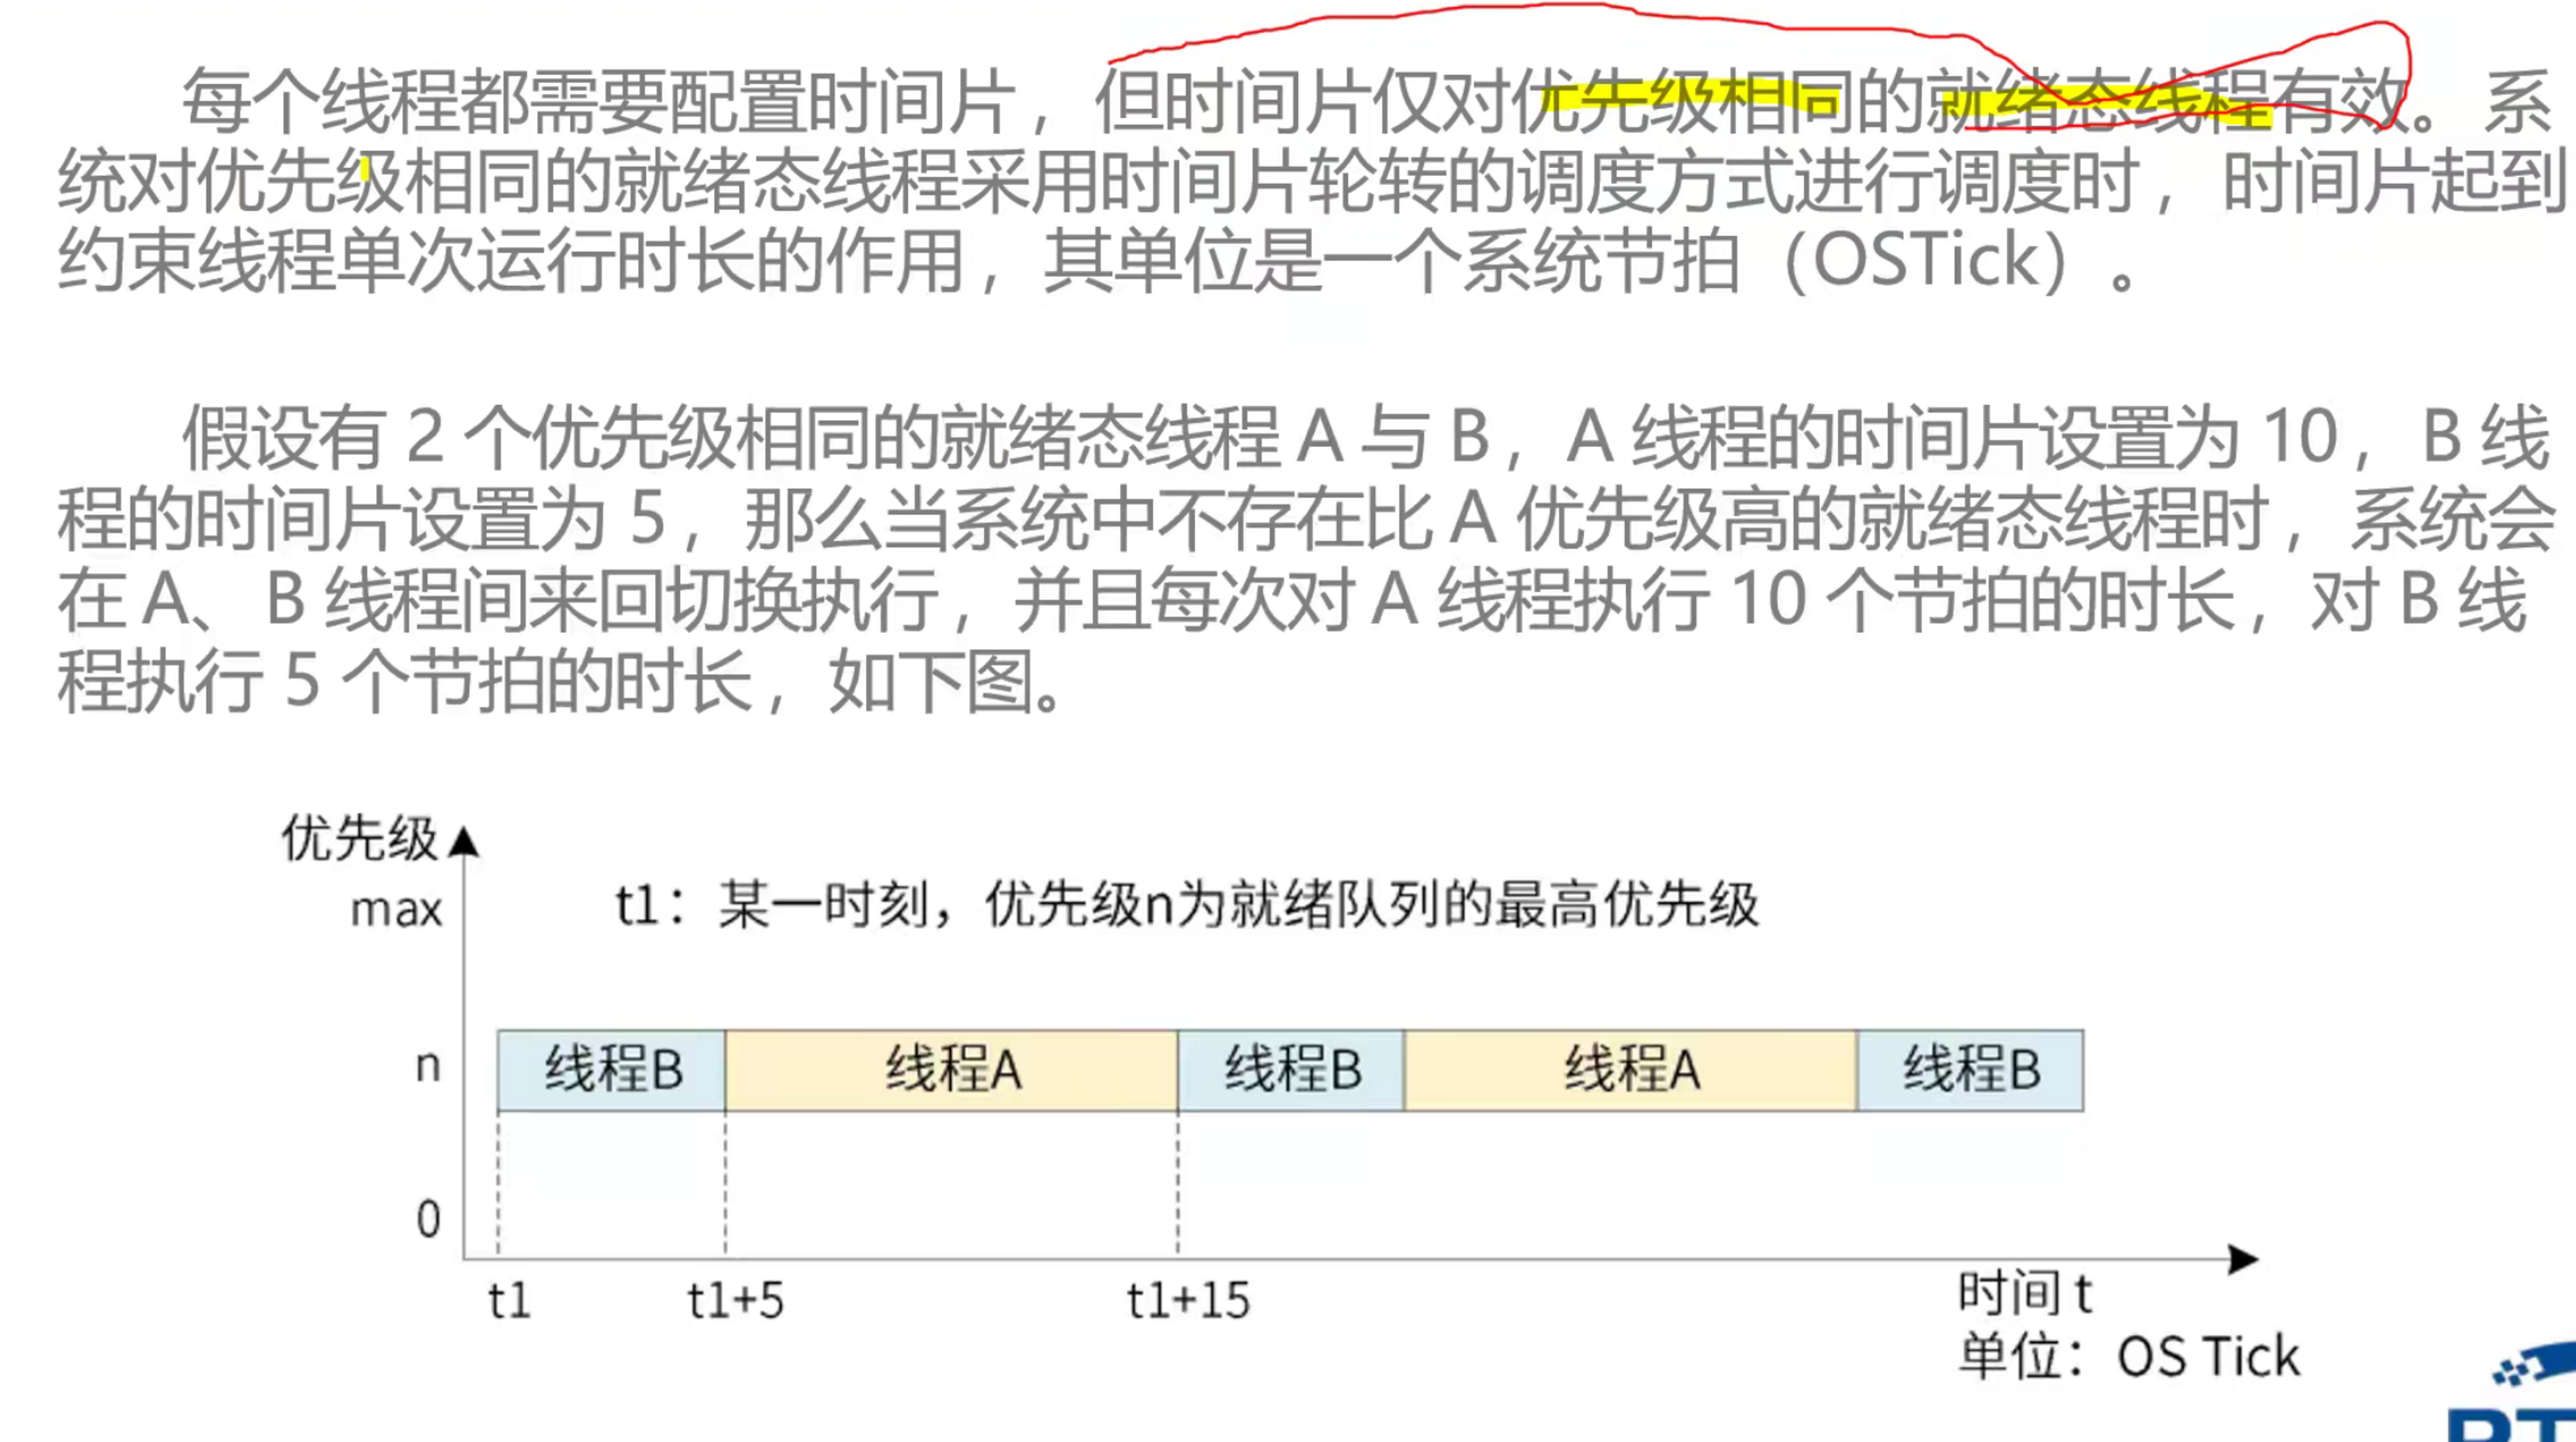 每个线程都需要配置时间片，但时间片仅对优先级相同的就绪态线程有效。系
统对优先级相同的就绪态线程采用时间片轮转的调度方式进行调度时，时间片起到
约束线程单次运行时长的作用，其单位是一个系统节拍（OSTick）。
假设有 2 个优先级相同的就绪态线程 A 与 B，A 线程的时间片设置为 10，B 线
程的时间片设置为 5，那么当系统中不存在比 A 优先级高的就绪态线程时，系统会
在 A、B 线程间来回切换执行，并且每次对 A 线程执行 10 个节拍的时长，对 B 线
程执行 5 个节拍的时长，如下图。
优先级
max
t1：某一时刻，优先级n为就绪队列的最高优先级
n
线程B 线程A 线程B 线程A 线程B
0
t1 t1+5 t1+15
时间 t
单位：OS Tick